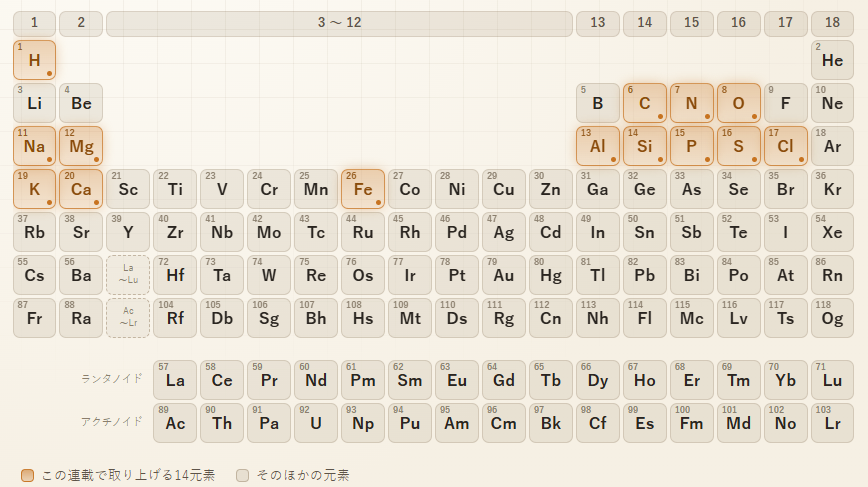 1 2 3 〜 12 13 14 15 16 17 18
1 H 2 He
3 Li 4 Be 5 B 6 C 7 N 8 O 9 F 10 Ne
11 Na 12 Mg 13 Al 14 Si 15 P 16 S 17 Cl 18 Ar
19 K 20 Ca 21 Sc 22 Ti 23 V 24 Cr 25 Mn 26 Fe 27 Co 28 Ni 29 Cu 30 Zn 31 Ga 32 Ge 33 As 34 Se 35 Br 36 Kr
37 Rb 38 Sr 39 Y 40 Zr 41 Nb 42 Mo 43 Tc 44 Ru 45 Rh 46 Pd 47 Ag 48 Cd 49 In 50 Sn 51 Sb 52 Te 53 I 54 Xe
55 Cs 56 Ba La 〜Lu 72 Hf 73 Ta 74 W 75 Re 76 Os 77 Ir 78 Pt 79 Au 80 Hg 81 Tl 82 Pb 83 Bi 84 Po 85 At 86 Rn
87 Fr 88 Ra Ac 〜Lr 104 Rf 105 Db 106 Sg 107 Bh 108 Hs 109 Mt 110 Ds 111 Rg 112 Cn 113 Nh 114 Fl 115 Mc 116 Lv 117 Ts 118 Og
ランタノイド 57 La 58 Ce 59 Pr 60 Nd 61 Pm 62 Sm 63 Eu 64 Gd 65 Tb 66 Dy 67 Ho 68 Er 69 Tm 70 Yb 71 Lu
アクチノイド 89 Ac 90 Th 91 Pa 92 U 93 Np 94 Pu 95 Am 96 Cm 97 Bk 98 Cf 99 Es 100 Fm 101 Md 102 No 103 Lr
この連載で取り上げる14元素 そのほかの元素